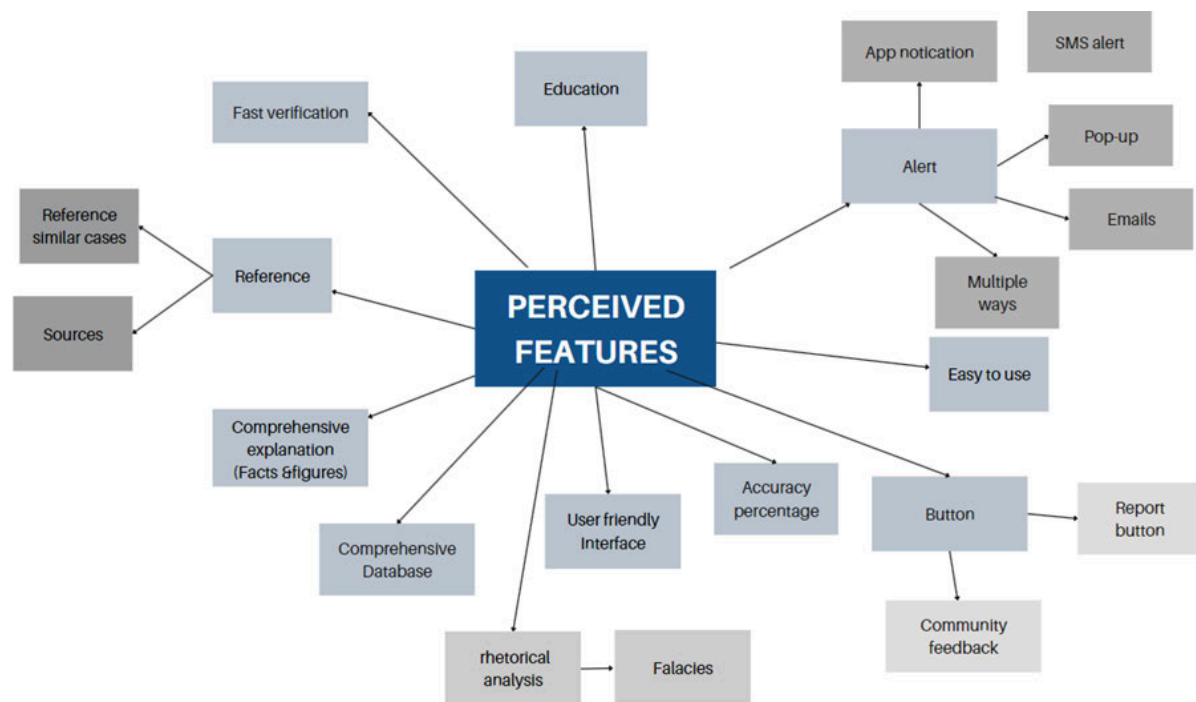 App notication
SMS alert
Education
Fast verification
Pop-up
Alert
Reference
similar cases
Emails
Reference
Multiple
ways
PERCEIVED
FEATURES
Sources
Easy to use
Comprehensive
explanation
(Facts &figures)
Accuracy
percentage
Report
button
User friendly
Interface
Button
Comprehensive
Database
Community
feedback
rhetorical
analysis
Falacies